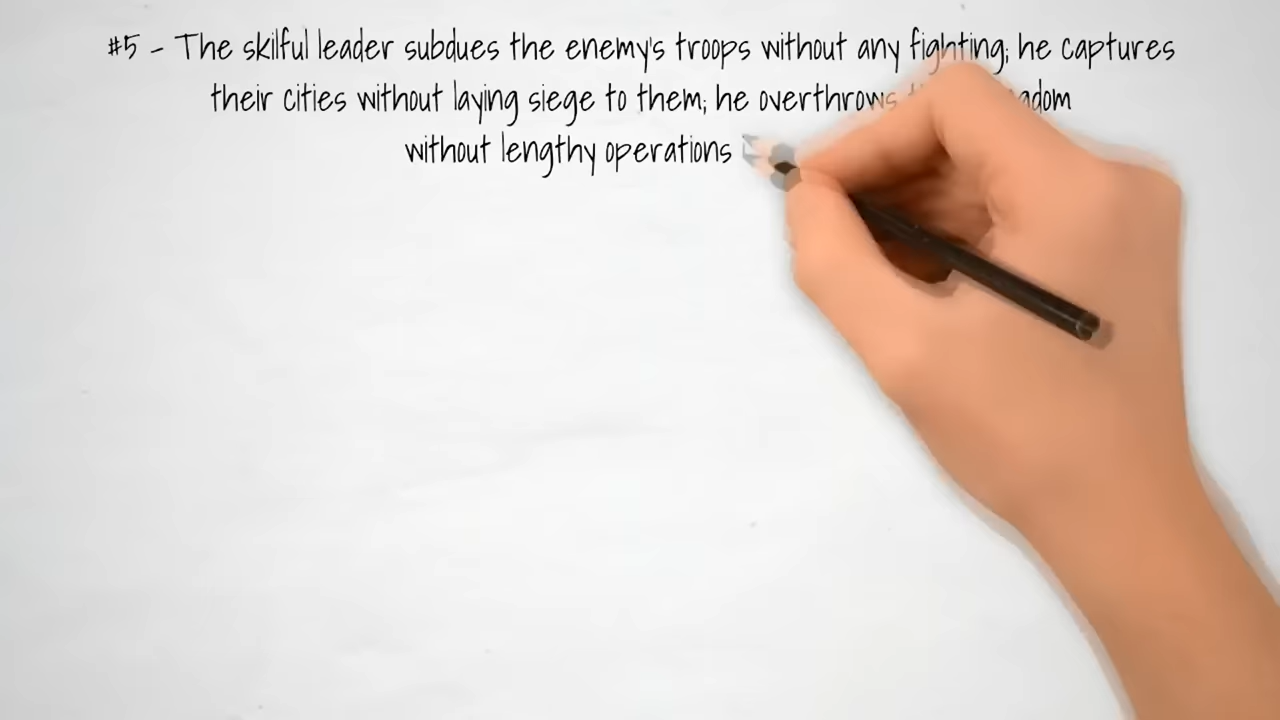 #5 - The skilful leader subdues the enemy's troops without any fighting; he captures
their cities without laying siege to them; he overthrows
without lengthy operations